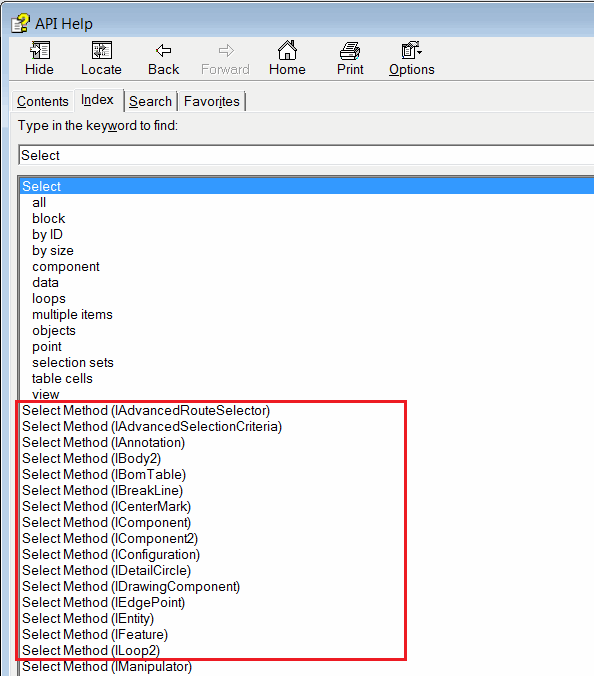 API Help
Hide Locate Back Forward Home Print Options
Contents Index Search Favorites
Type in the keyword to find:
Select
Select
all
block
by ID
by size
component
data
loops
multiple items
objects
point
selection sets
table cells
view
Select Method (IAdvancedRouteSelector)
Select Method (IAdvancedSelectionCriteria)
Select Method (IAnnotation)
Select Method (IBody2)
Select Method (IBomTable)
Select Method (IBreakLine)
Select Method (ICenterMark)
Select Method (IComponent)
Select Method (IComponent2)
Select Method (IConfiguration)
Select Method (IDetailCircle)
Select Method (IDrawingComponent)
Select Method (IEdgePoint)
Select Method (IEntity)
Select Method (IFeature)
Select Method (ILoop2)
Select Method (IManipulator)